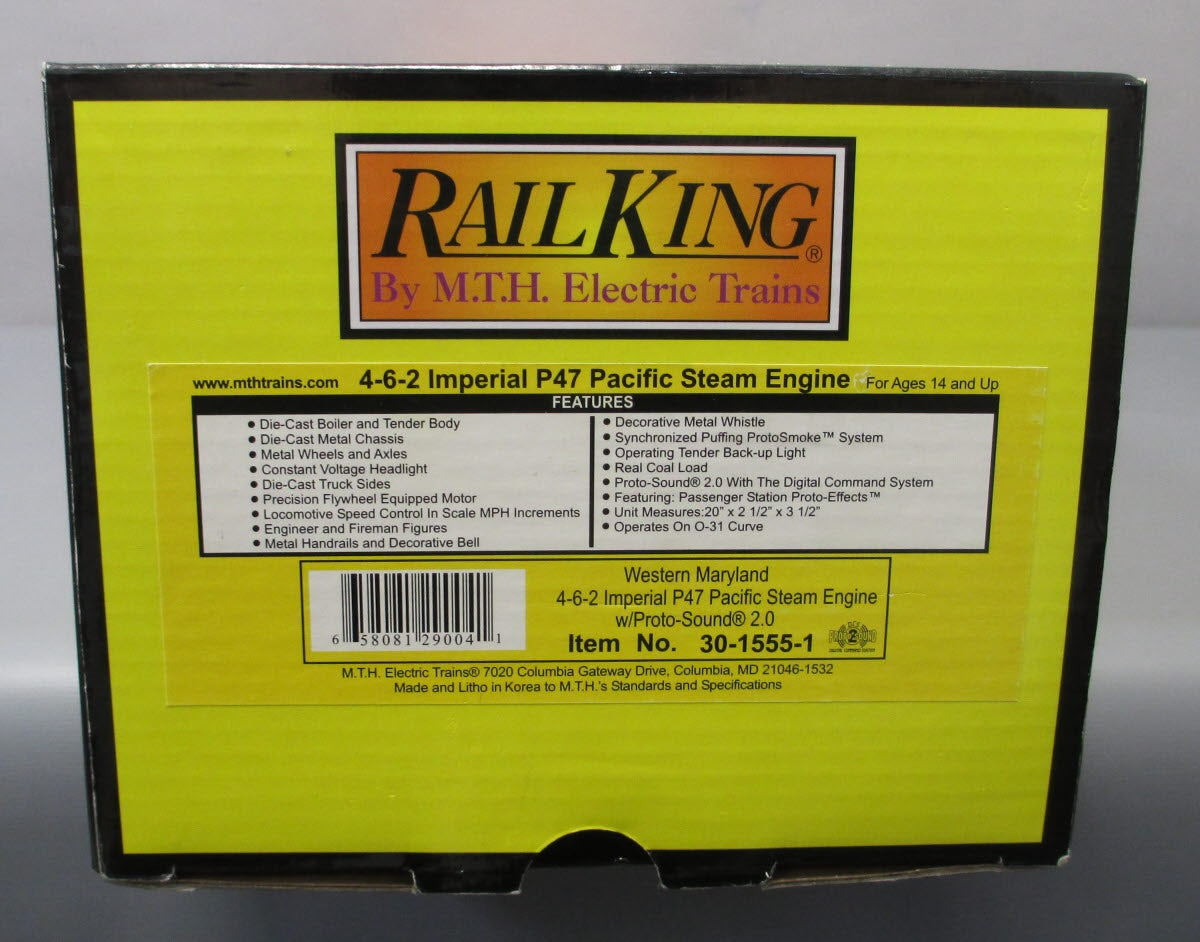 RAILKING®
By M.T.H. Electric Trains
www.mthtrains.com 4-6-2 Imperial P47 Pacific Steam Engine For Ages 14 and Up
FEATURES
• Die-Cast Boiler and Tender Body
• Die-Cast Metal Chassis
• Metal Wheels and Axles
• Constant Voltage Headlight
• Die-Cast Truck Sides
• Precision Flywheel Equipped Motor
• Locomotive Speed Control In Scale MPH Increments
• Engineer and Fireman Figures
• Metal Handrails and Decorative Bell
• Decorative Metal Whistle
• Synchronized Puffing ProtoSmoke™ System
• Operating Tender Back-up Light
• Real Coal Load
• Proto-Sound® 2.0 With The Digital Command System
• Featuring: Passenger Station Proto-Effects™
• Unit Measures:20" x 2 1/2" x 3 1/2"
• Operates On O-31 Curve
6 58081 29004 1
Western Maryland
4-6-2 Imperial P47 Pacific Steam Engine
w/Proto-Sound® 2.0
Item No. 30-1555-1
M.T.H. Electric Trains® 7020 Columbia Gateway Drive, Columbia, MD 21046-1532
Made and Litho in Korea to M.T.H.'s Standards and Specifications